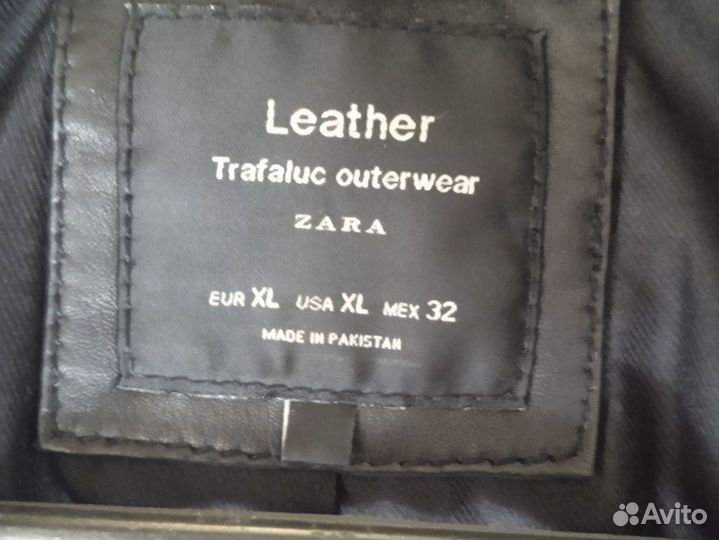 Leather
Trafaluc outerwear
ZARA
EUR XL USA XL MEX 32
MADE IN PAKISTAN
Avito